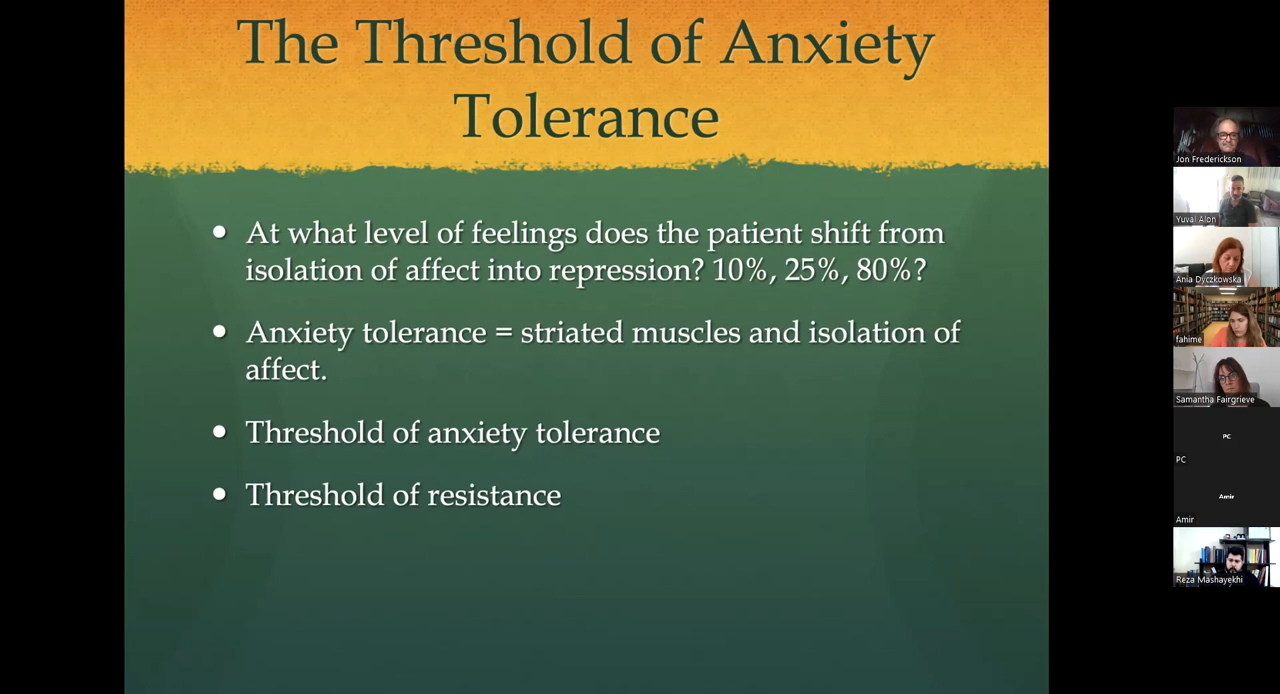 The Threshold of Anxiety
Tolerance
• At what level of feelings does the patient shift from
isolation of affect into repression? 10%, 25%, 80%?
• Anxiety tolerance = striated muscles and isolation of
affect.
• Threshold of anxiety tolerance
• Threshold of resistance
Jon Frederickson
Yuval Alon
Ania Dyczkowska
fahime
Samantha Fairgrieve
PC
PC
Amir
Amir
Reza Mashayekhi